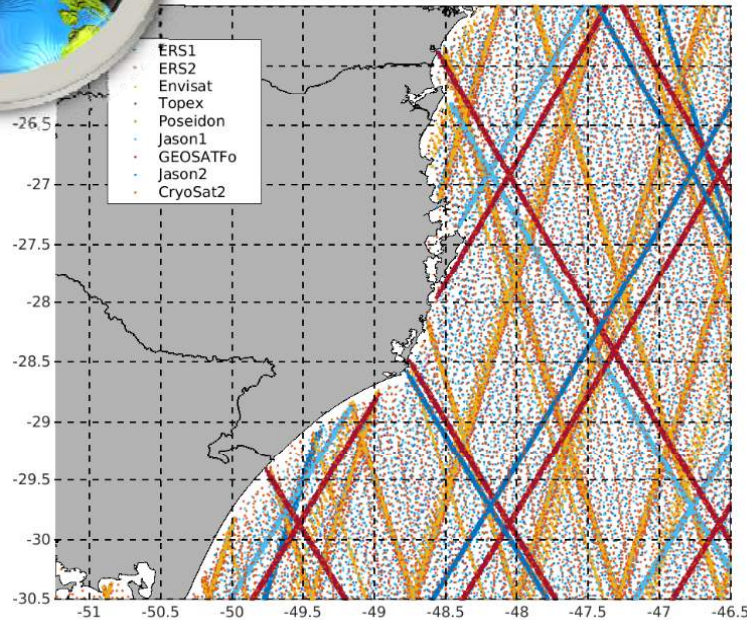 ERS1
ERS2
Envisat
Topex
Poseidon
Jason1
GEOSATFo
Jason2
CryoSat2
-26.5
-27
-27.5
-28
-28.5
-29
-29.5
-30
-30.5
-51 -50.5 -50 -49.5 -49 -48.5 -48 -47.5 -47 -46.5